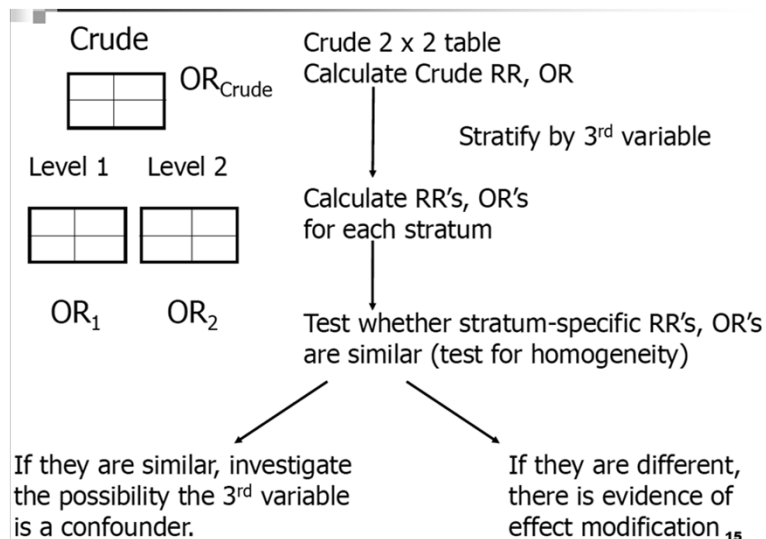 Crude
OR_Crude
Crude 2 x 2 table
Calculate Crude RR, OR
Stratify by 3rd variable
Level 1
Level 2
Calculate RR's, OR's
for each stratum
OR1
OR2
Test whether stratum-specific RR's, OR's
are similar (test for homogeneity)
If they are similar, investigate
the possibility the 3rd variable
is a confounder.
If they are different,
there is evidence of
effect modification
15